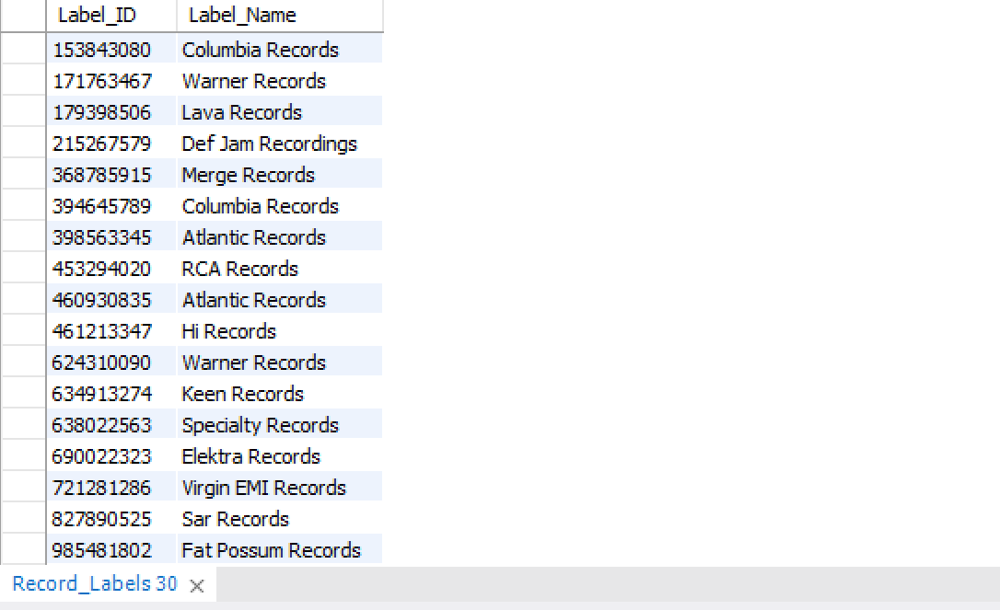 Label_ID Label_Name
153843080 Columbia Records
171763467 Warner Records
179398506 Lava Records
215267579 Def Jam Recordings
368785915 Merge Records
394645789 Columbia Records
398563345 Atlantic Records
453294020 RCA Records
460930835 Atlantic Records
461213347 Hi Records
624310090 Warner Records
634913274 Keen Records
638022563 Specialty Records
690022323 Elektra Records
721281286 Virgin EMI Records
827890525 Sar Records
985481802 Fat Possum Records
Record_Labels 30